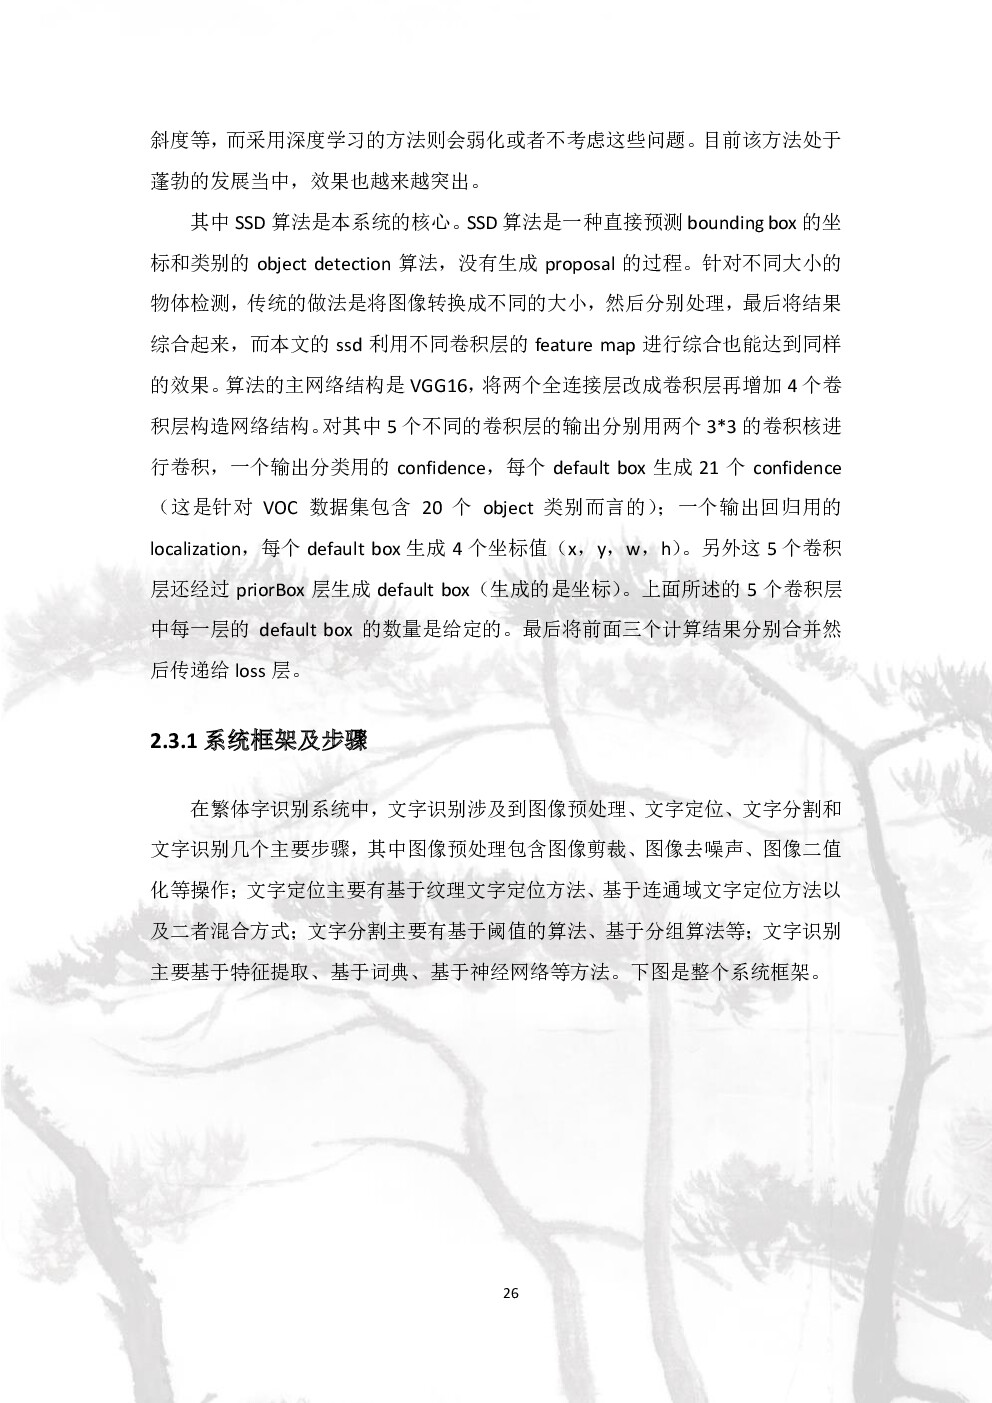 斜度等，而采用深度学习的方法则会弱化或者不考虑这些问题。目前该方法处于
蓬勃的发展当中，效果也越来越突出。
其中 SSD 算法是本系统的核心。SSD 算法是一种直接预测 bounding box 的坐
标和类别的 object detection 算法，没有生成 proposal 的过程。针对不同大小的
物体检测，传统的做法是将图像转换成不同的大小，然后分别处理，最后将结果
综合起来，而本文的 ssd 利用不同卷积层的 feature map 进行综合也能达到同样
的效果。算法的主网络结构是 VGG16，将两个全连接层改成卷积层再增加 4 个卷
积层构造网络结构。对其中 5 个不同的卷积层的输出分别用两个 3*3 的卷积核进
行卷积，一个输出分类用的 confidence，每个 default box 生成 21 个 confidence
（这是针对 VOC 数据集包含 20 个 object 类别而言的）；一个输出回归用的
localization，每个 default box 生成 4 个坐标值（x，y，w，h）。另外这 5 个卷积
层还经过 priorBox 层生成 default box（生成的是坐标）。上面所述的 5 个卷积层
中每一层的 default box 的数量是给定的。最后将前面三个计算结果分别合并然
后传递给 loss 层。
2.3.1 系统框架及步骤
在繁体字识别系统中，文字识别涉及到图像预处理、文字定位、文字分割和
文字识别几个主要步骤，其中图像预处理包含图像剪裁、图像去噪声、图像二值
化等操作；文字定位主要有基于纹理文字定位方法、基于连通域文字定位方法以
及二者混合方式；文字分割主要有基于阈值的算法、基于分组算法等；文字识别
主要基于特征提取、基于词典、基于神经网络等方法。下图是整个系统框架。
26